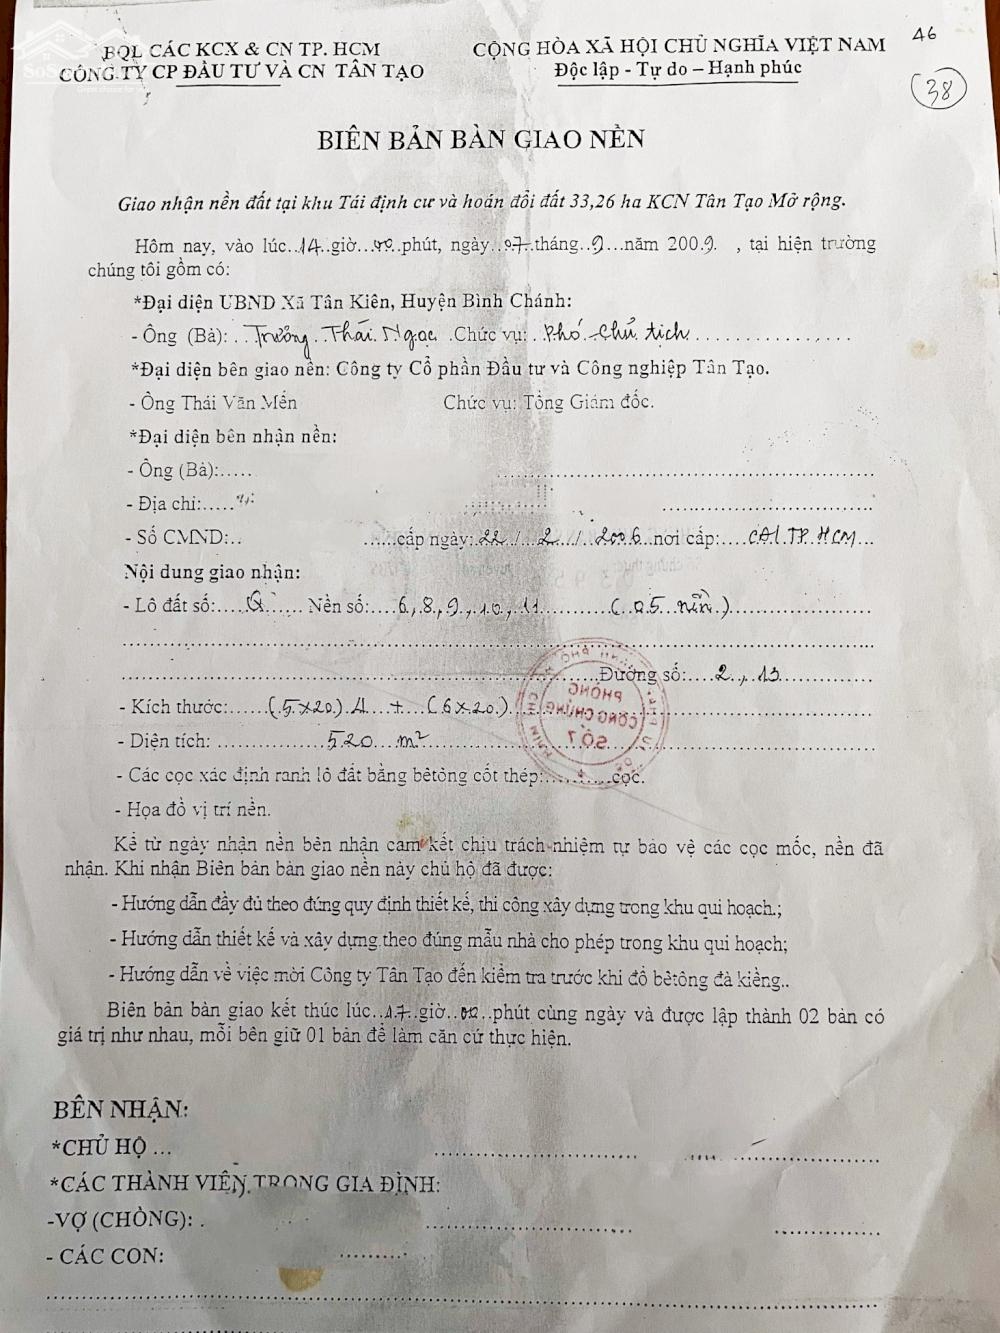 BQL CÁC KCX & CN TP. HCM
CÔNG TY CP ĐẦU TƯ VÀ CN TÂN TẠO
CỘNG HÒA XÃ HỘI CHỦ NGHĨA VIỆT NAM
Độc lập - Tự do – Hạnh phúc
46
38
BIÊN BẢN BÀN GIAO NỀN
Giao nhận nền đất tại khu Tái định cư và hoán đổi đất 33,26 ha KCN Tân Tạo Mở rộng.
Hôm nay, vào lúc..14..giờ...00..phút, ngày..07.tháng..9...năm 2009. , tại hiện trường
chúng tôi gồm có:
*Đại diện UBND Xã Tân Kiên, Huyện Bình Chánh:
- Ông (Bà): Trưởng Thái Ngọc Chức vụ: Phó Chủ tịch
*Đại diện bên giao nền: Công ty Cổ phần Đầu tư và Công nghiệp Tân Tạo.
- Ông Thái Văn Mến Chức vụ: Tổng Giám đốc.
*Đại diện bên nhận nền:
- Ông (Bà):.....
- Địa chỉ:.....
- Số CMND:.. ......cấp ngày: 22/ 2 / 2006 nơi cấp:....CA.TP.HCM...
Nội dung giao nhận:
- Lô đất số:....Q..... Nền số:...6, 8, 9, 10, 11 (.05 nền.)
Đường số:...2.., 13
- Kích thước:.....(5x20).4 + (6x20)
- Diện tích: 520 m²
- Các cọc xác định ranh lô đất bằng bêtông cốt thép:..........cọc.
- Họa đồ vị trí nền.
Kể từ ngày nhận nền bên nhận cam kết chịu trách nhiệm tự bảo vệ các cọc mốc, nền đã
nhận. Khi nhận Biên bản bàn giao nền này chủ hộ đã được:
- Hướng dẫn đầy đủ theo đúng quy định thiết kế, thi công xây dựng trong khu qui hoạch.;
- Hướng dẫn thiết kế và xây dựng theo đúng mẫu nhà cho phép trong khu qui hoạch;
- Hướng dẫn về việc mời Công ty Tân Tạo đến kiểm tra trước khi đổ bêtông đà kiềng..
Biên bản bàn giao kết thúc lúc..17..giờ..00..phút cùng ngày và được lập thành 02 bản có
giá trị như nhau, mỗi bên giữ 01 bản để làm căn cứ thực hiện.
PHÒNG
CÔNG CHỨNG
SỐ 7
BÊN NHẬN:
*CHỦ HỘ ...
*CÁC THÀNH VIÊN TRONG GIA ĐÌNH:
-VỢ (CHỒNG): .
- CÁC CON: